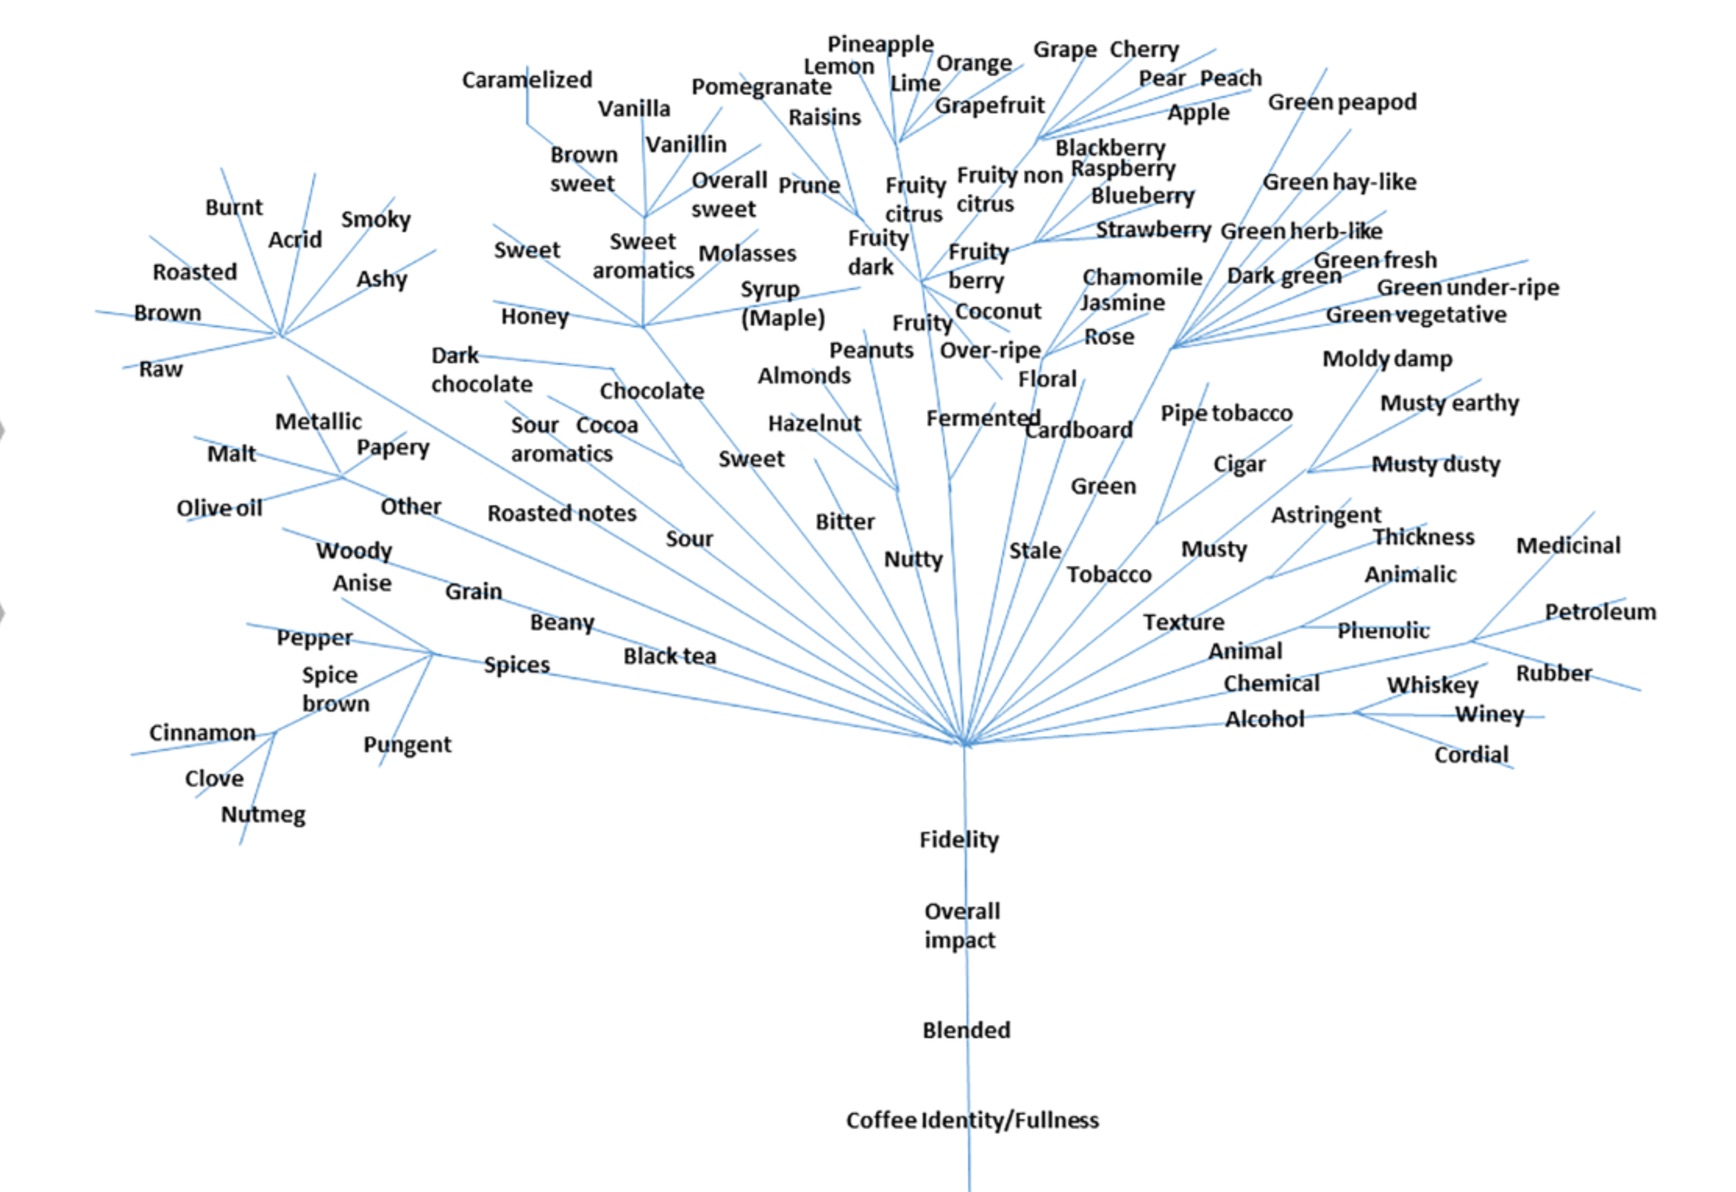 Pineapple
Lemon
Orange
Lime
Grapefruit
Grape
Cherry
Pear
Peach
Apple
Caramelized
Vanilla
Vanillin
Pomegranate
Raisins
Green peapod
Brown
sweet
Overall
sweet
Prune
Fruity
citrus
Fruity non
citrus
Blackberry
Raspberry
Blueberry
Strawberry
Green hay-like
Green herb-like
Green fresh
Dark green
Green under-ripe
Green vegetative
Burnt
Acrid
Smoky
Roasted
Ashy
Brown
Raw
Sweet
Sweet
aromatics
Molasses
Honey
Syrup
(Maple)
Fruity
dark
Fruity
berry
Coconut
Fruity
Over-ripe
Chamomile
Jasmine
Rose
Floral
Peanuts
Almonds
Hazelnut
Fermented
Cardboard
Dark
chocolate
Chocolate
Sour
aromatics
Cocoa
Sweet
Pipe tobacco
Cigar
Moldy damp
Musty earthy
Musty dusty
Metallic
Malt
Papery
Olive oil
Other
Roasted notes
Sour
Bitter
Nutty
Stale
Green
Tobacco
Musty
Astringent
Thickness
Medicinal
Woody
Anise
Grain
Beany
Black tea
Texture
Animalic
Petroleum
Phenolic
Animal
Pepper
Spices
Spice
brown
Chemical
Whiskey
Rubber
Cinnamon
Pungent
Alcohol
Winey
Cordial
Clove
Nutmeg
Fidelity
Overall
impact
Blended
Coffee Identity/Fullness